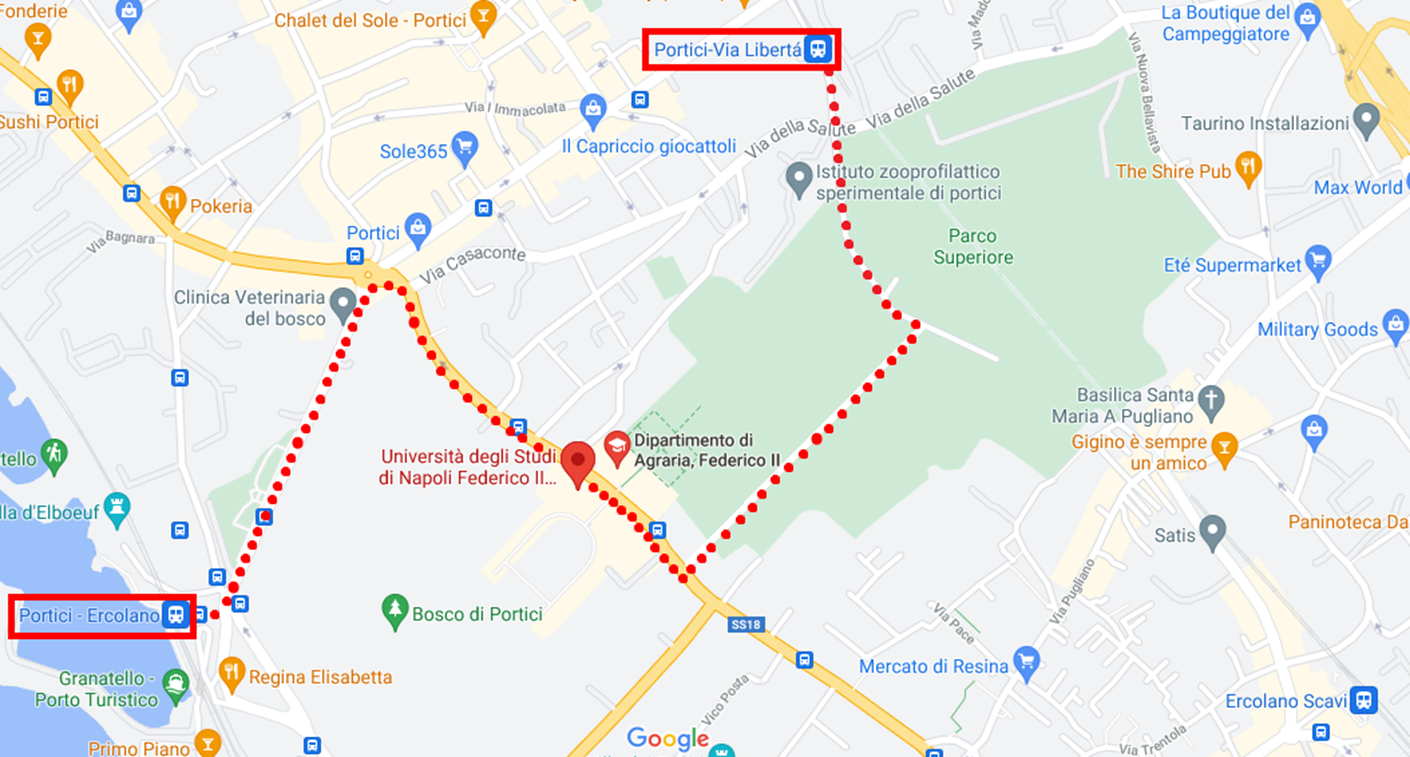 Fonderie
Chalet del Sole - Portici
La Boutique del
Campeggiatore
Portici-Via Libertá
Via Madd
Via Nuova Bellavista
Sushi Portici
Via I Immacolata
Via della Salute
Via della Salute
Taurino Installazioni
Il Capriccio giocattoli
Sole365
Istituto zooprofilattico
sperimentale di portici
The Shire Pub
Max World
Pokeria
Via Bagnara
Portici
Via Casaconte
Parco
Superiore
Eté Supermarket
Clinica Veterinaria
del bosco
Military Goods
Basilica Santa
Maria A Pugliano
Dipartimento di
Agraria, Federico II
Gigino è sempre
un amico
tello
Università degli Studi
di Napoli Federico II...
lla d'Elboeuf
Paninoteca Da
Satis
Via Pugliano
Portici - Ercolano
Bosco di Portici
SS18
Via Pace
Mercato di Resina
Regina Elisabetta
Granatello -
Porto Turistico
Vico Posta
Ercolano Scavi
Google
Primo Piano
Via Trentola